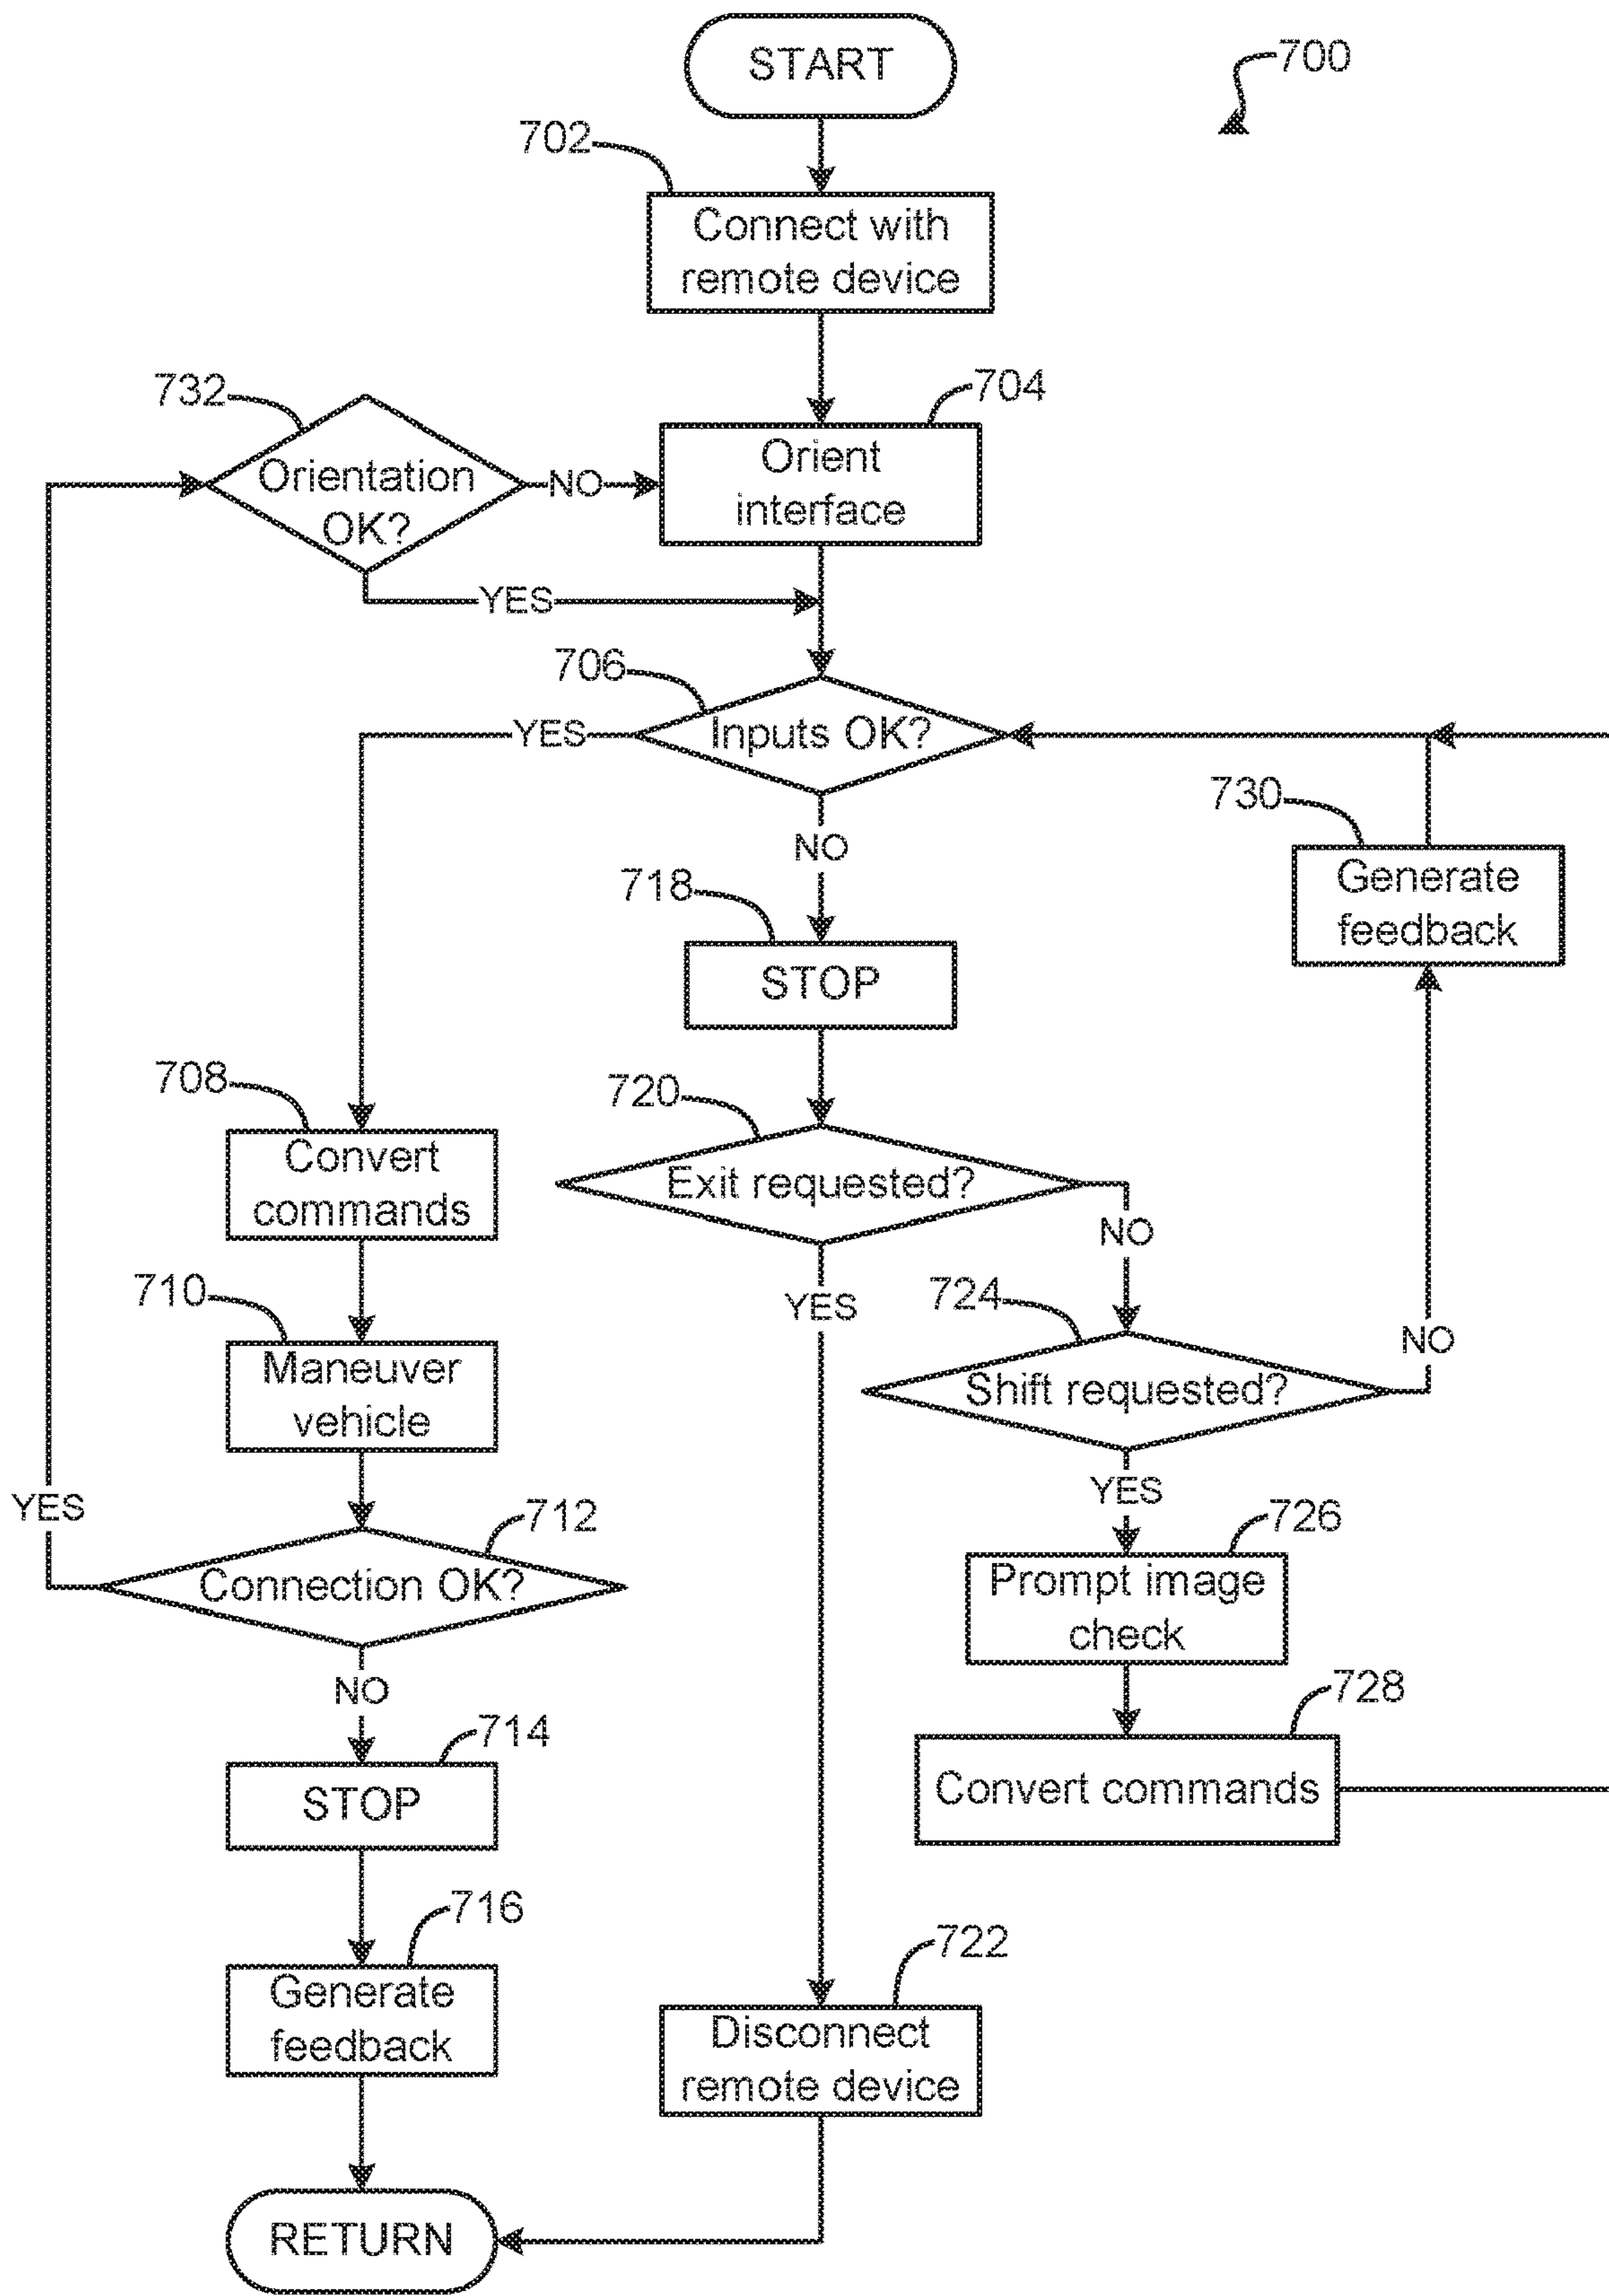 START
700
702
Connect with
remote device
732
704
Orientation
OK?
NO
Orient
interface
YES
706
YES
Inputs OK?
730
NO
Generate
feedback
718
STOP
708
720
Convert
commands
Exit requested?
NO
710
YES
724
Maneuver
vehicle
NO
Shift requested?
YES
YES
712
726
Connection OK?
Prompt image
check
NO
728
714
STOP
Convert commands
716
722
Generate
feedback
Disconnect
remote device
RETURN